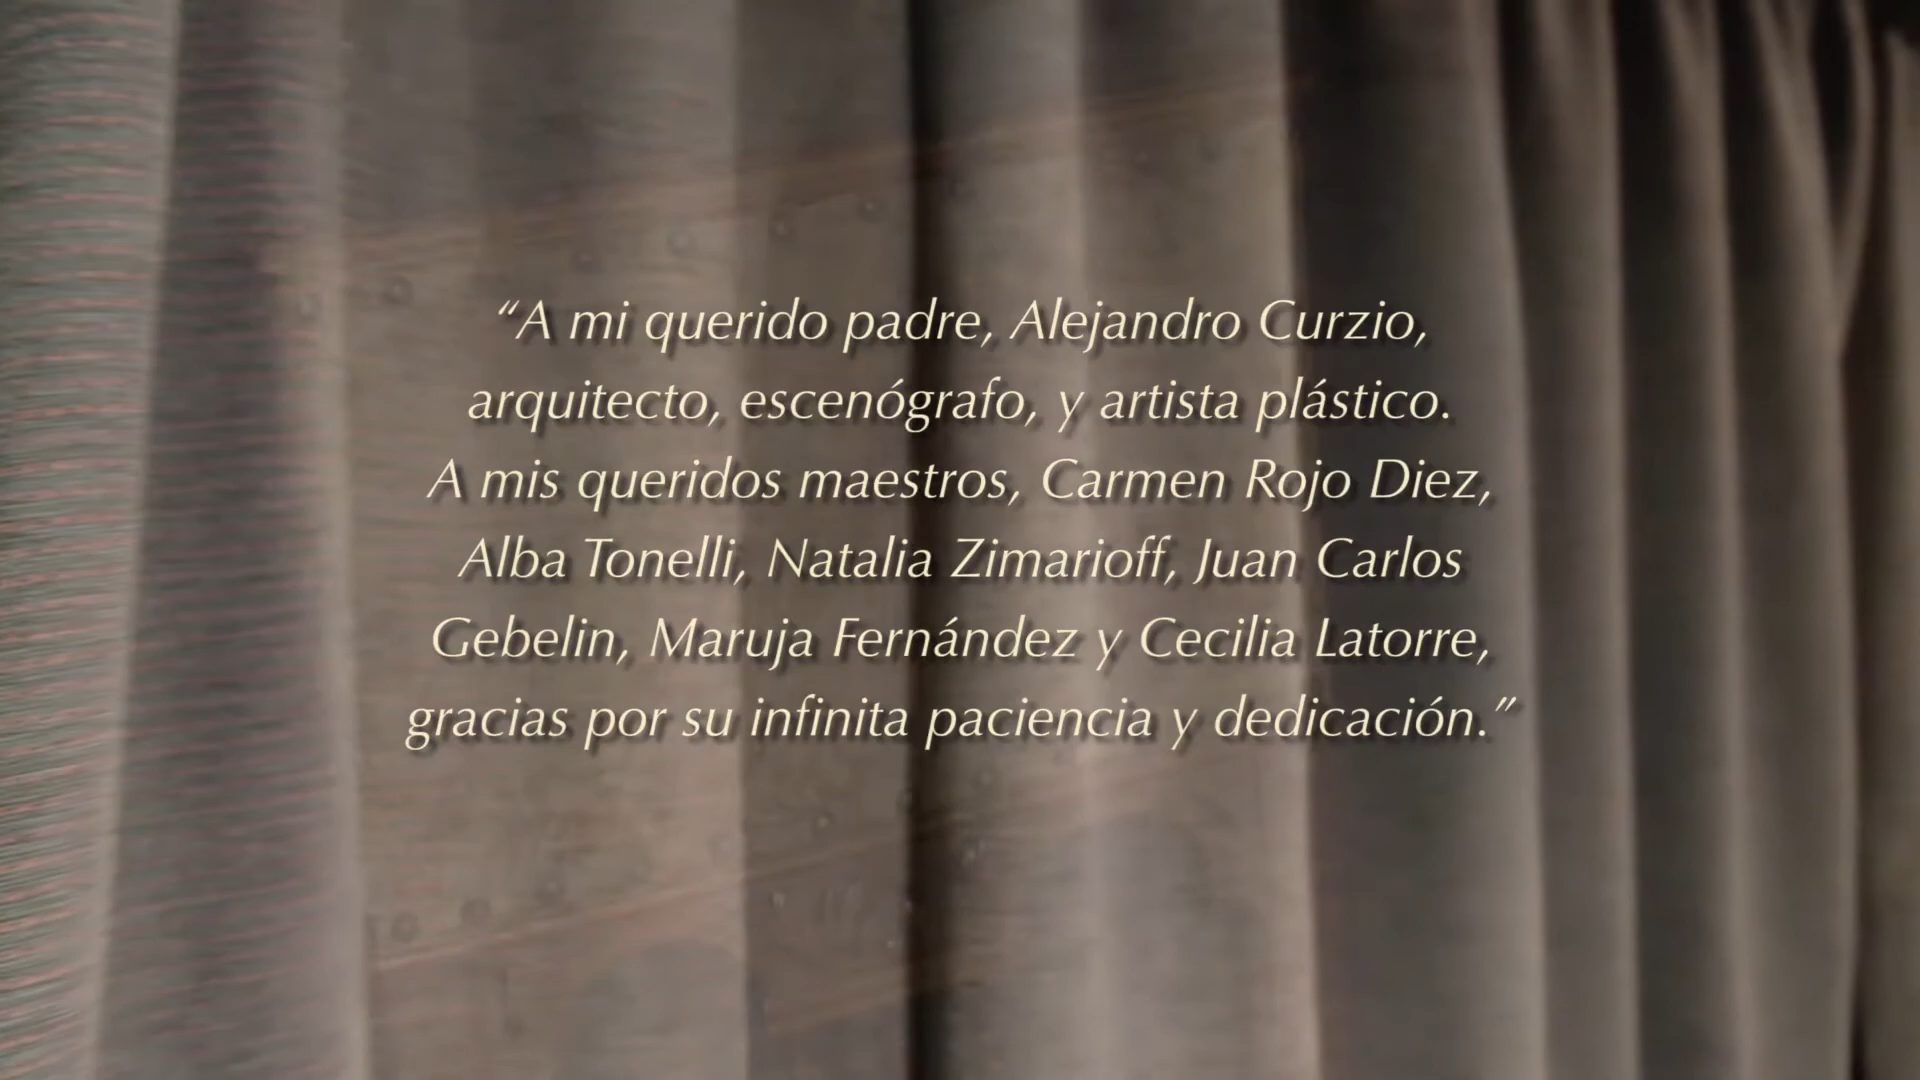 “A mi querido padre, Alejandro Curzio,
arquitecto, escenógrafo, y artista plástico.
A mis queridos maestros, Carmen Rojo Diez,
Alba Tonelli, Natalia Zimarioff, Juan Carlos
Gebelin, Maruja Fernández y Cecilia Latorre,
gracias por su infinita paciencia y dedicación.”